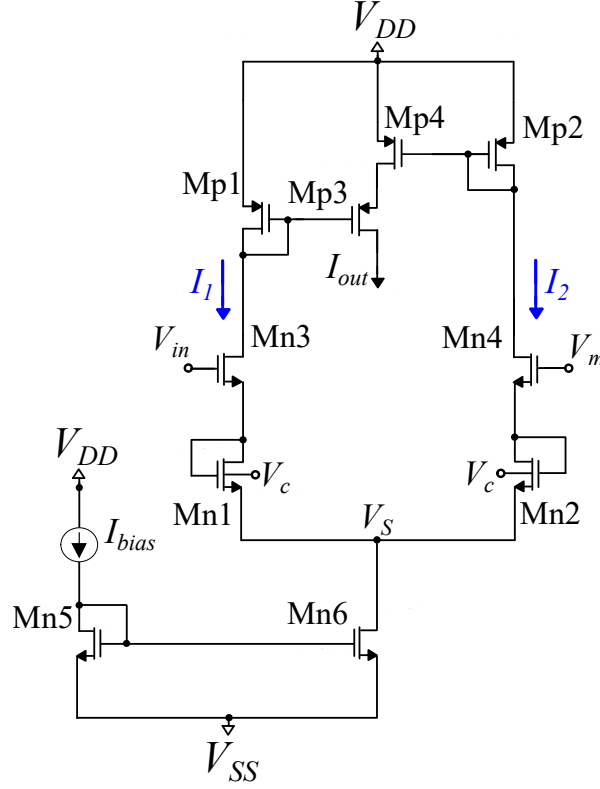 V_DD
Mp4
Mp2
Mp1
Mp3
I_out
I_1
I_2
Mn3
Mn4
V_in
V_m
V_DD
V_c
V_c
Mn1
Mn2
I_bias
V_S
Mn5
Mn6
V_SS